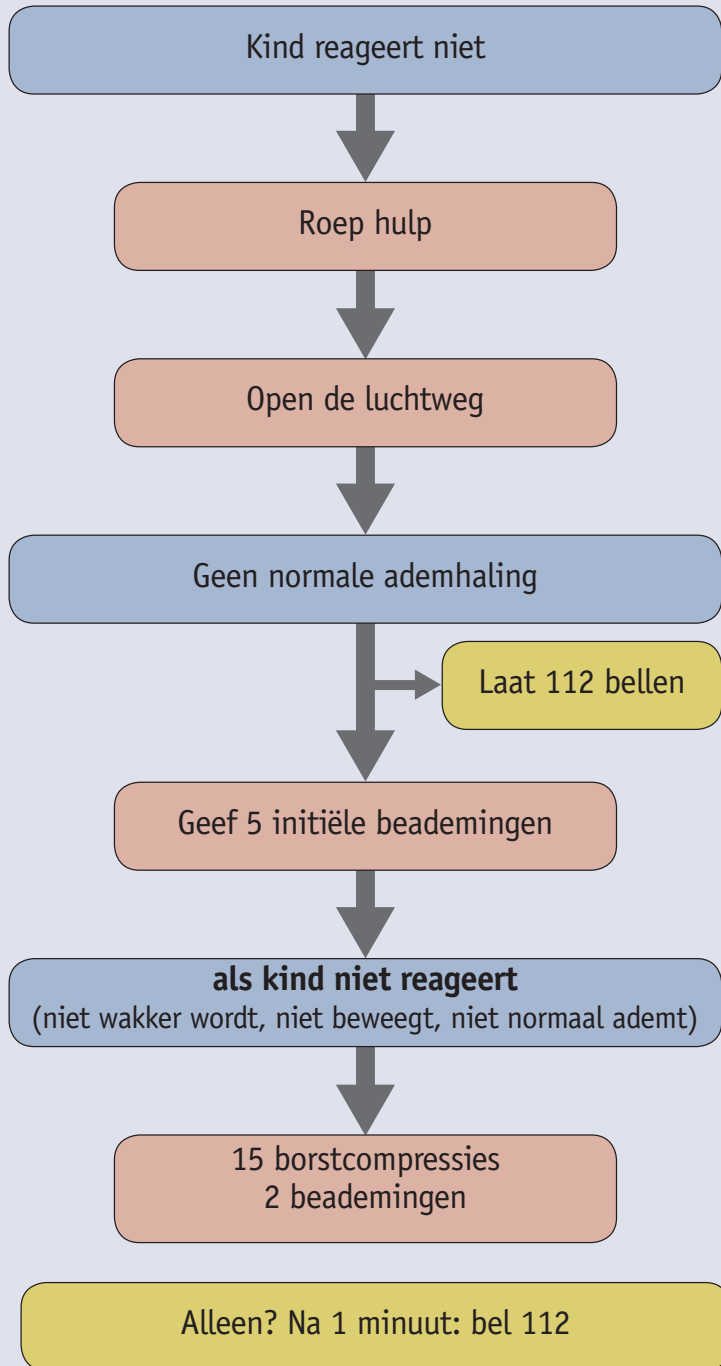 Kind reageert niet
Roep hulp
Open de luchtweg
Geen normale ademhaling
Laat 112 bellen
Geef 5 initiële beademingen
als kind niet reageert
(niet wakker wordt, niet beweegt, niet normaal ademt)
15 borstcompressies
2 beademingen
Alleen? Na 1 minuut: bel 112